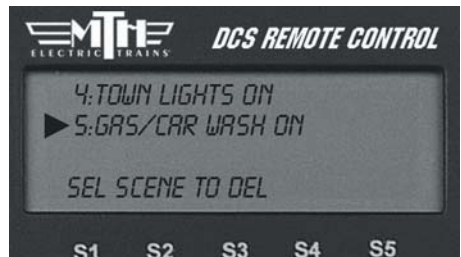 MTH
ELECTRIC TRAINS
DCS REMOTE CONTROL
4:TOWN LIGHTS ON
5:GAS/CAR WASH ON
SEL SCENE TO DEL
S1 S2 S3 S4 S5